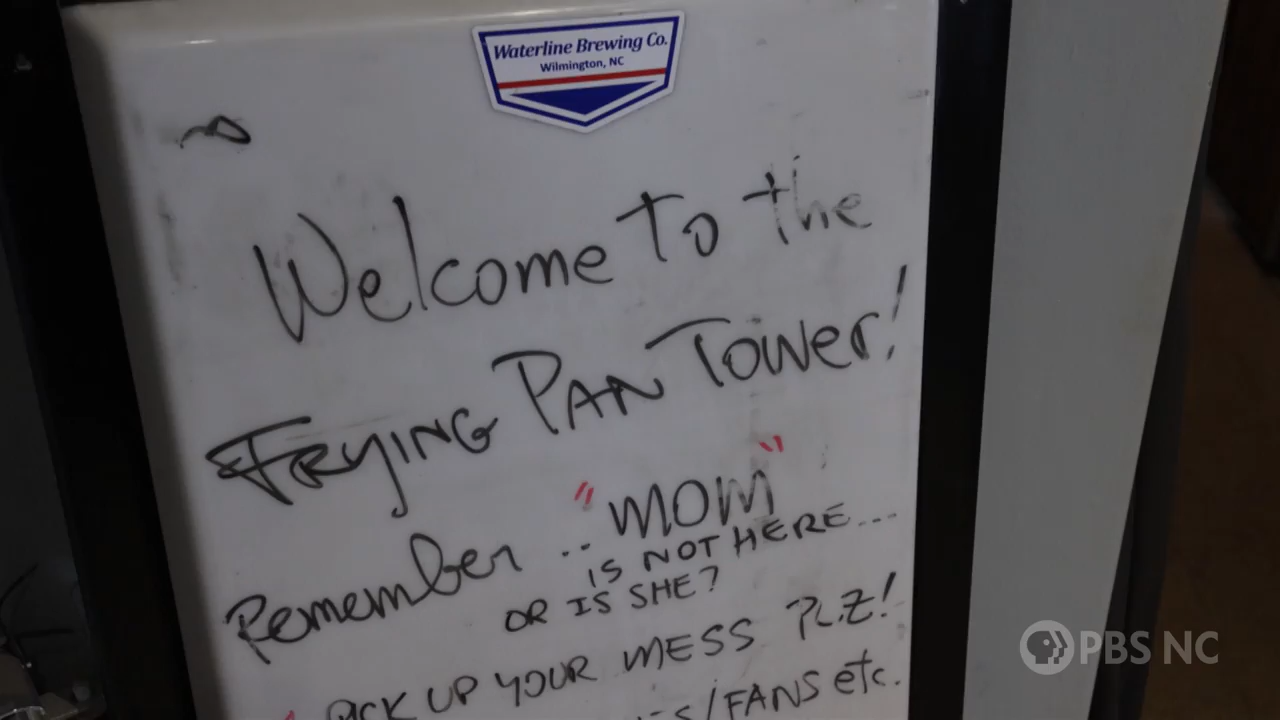 Waterline Brewing Co.
Wilmington, NC
Welcome to the
FRYING PAN TOWER!
Remember .. "MOM"
IS NOT HERE...
OR IS SHE?
PICK UP YOUR MESS PLZ!
/FANS etc.
PBS NC